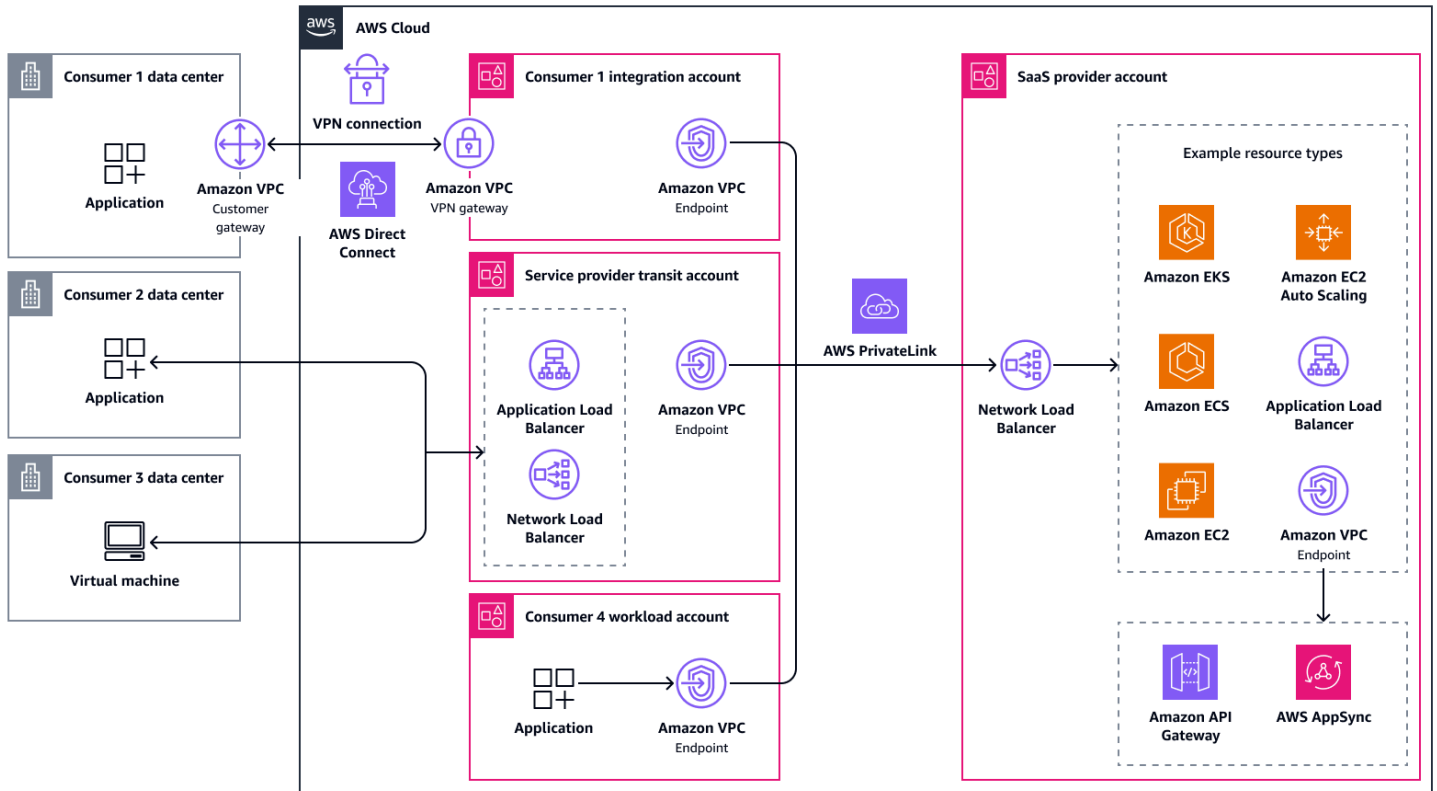 aws
AWS Cloud
Consumer 1 data center
Application
Amazon VPC
Customer
gateway
VPN connection
AWS Direct
Connect
Consumer 1 integration account
Amazon VPC
VPN gateway
Amazon VPC
Endpoint
Consumer 2 data center
Application
Consumer 3 data center
Virtual machine
Service provider transit account
Application Load
Balancer
Network Load
Balancer
Amazon VPC
Endpoint
Consumer 4 workload account
Application
Amazon VPC
Endpoint
AWS PrivateLink
SaaS provider account
Network Load
Balancer
Example resource types
K
Amazon EKS
Amazon EC2
Auto Scaling
Amazon ECS
Application Load
Balancer
Amazon EC2
Amazon VPC
Endpoint
</>
Amazon API
Gateway
AWS AppSync